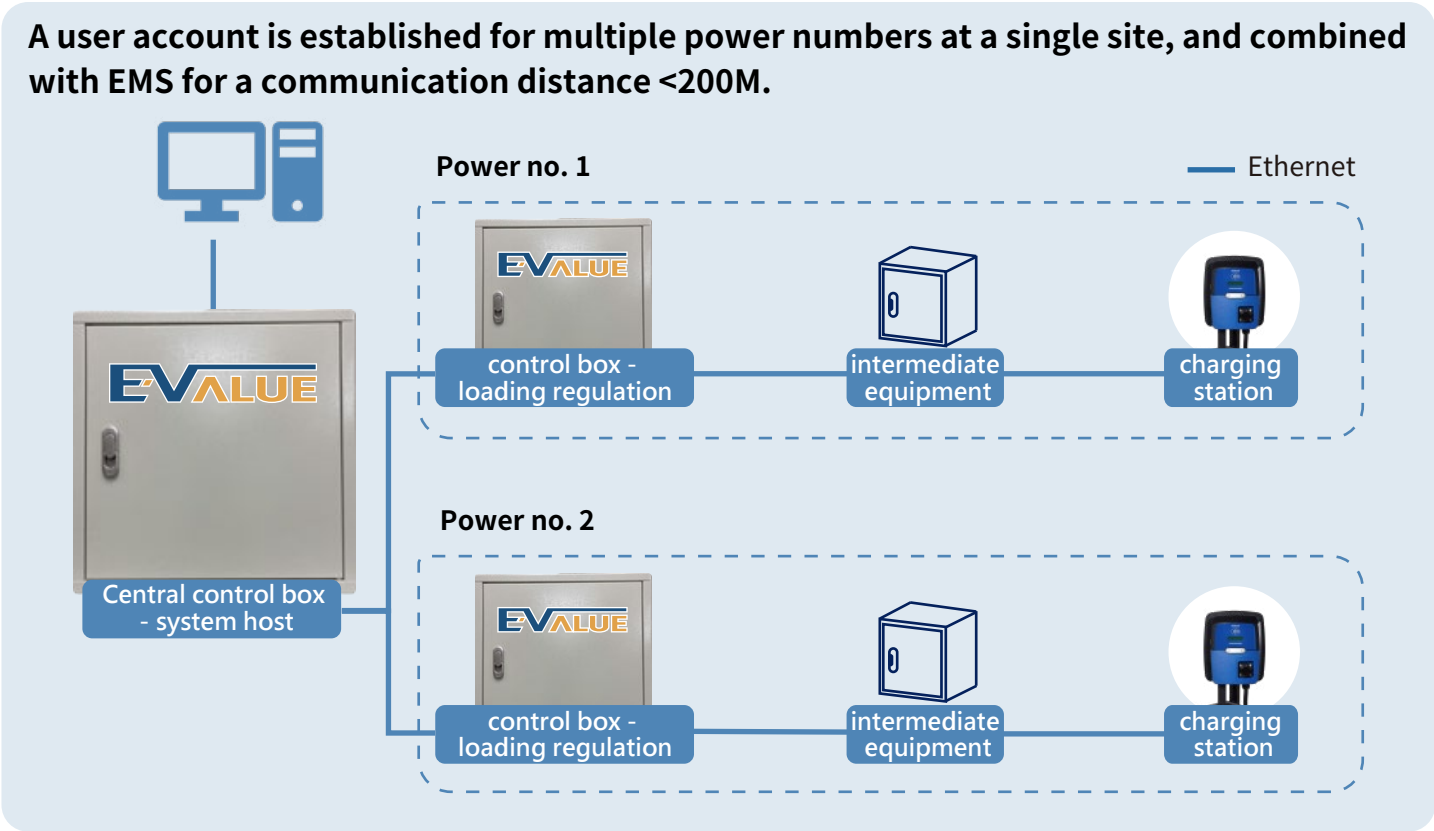 A user account is established for multiple power numbers at a single site, and combined
with EMS for a communication distance <200M.
Power no. 1
Ethernet
E-VALUE
control box -
loading regulation
intermediate
equipment
charging
station
E-VALUE
Central control box
- system host
Power no. 2
E-VALUE
control box -
loading regulation
intermediate
equipment
charging
station